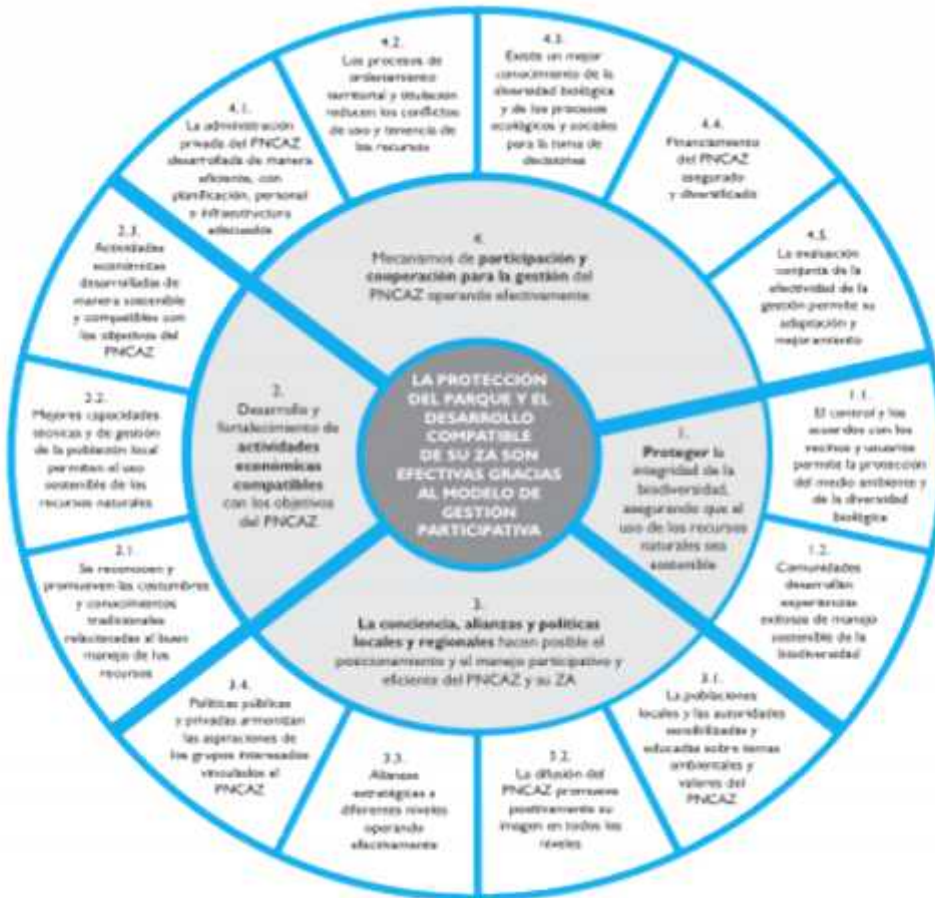 4.1.
La administración
privada del PNCAZ
desarrollada de manera
eficiente, con
planificación, personal
e infraestructura
adecuados
4.2.
Los procesos de
ordenamiento
territorial y titulación
reducen los conflictos
de uso y tenencia de
los recursos
4.3.
Existe un mejor
conocimiento de la
diversidad biológica
y de los procesos
ecológicos y sociales
para la toma de
decisiones
4.4.
Financiamiento
del PNCAZ
asegurado
y diversificado
4.5.
La evaluación
conjunta de la
efectividad de la
gestión permite su
adaptación y
mejoramiento
1.1.
El control y los
acuerdos con los
vecinos y usuarios
permite la protección
del medio ambiente y
de la diversidad
biológica
1.2.
Comunidades
desarrollan
experiencias
exitosas de manejo
sostenible de la
biodiversidad
3.1.
La poblaciones
locales y las autoridades
sensibilizadas y
educadas sobre temas
ambientales y
valores del
PNCAZ
3.2.
La difusión del
PNCAZ promueve
positivamente su
imagen en todos los
niveles
3.3.
Alianzas
estratégicas a
diferentes niveles
operando
efectivamente
3.4.
Políticas públicas
y privadas armonizan
las aspiraciones de
los grupos interesados
vinculados al
PNCAZ
2.1.
Se reconocen y
promueven las costumbres
y conocimientos
tradicionales
relacionadas al buen
manejo de los
recursos
2.2.
Mejores capacidades
técnicas y de gestión
de la población local
permiten el uso
sostenible de los
recursos naturales
2.3.
Actividades
económicas
desarrolladas de
manera sostenible
y compatibles con
los objetivos del
PNCAZ
4.
Mecanismos de participación y
cooperación para la gestión del
PNCAZ operando efectivamente
1.
Proteger la
integridad de la
biodiversidad,
asegurando que el
uso de los recursos
naturales sea
sostenible
3.
La conciencia, alianzas y políticas
locales y regionales hacen posible el
posicionamiento y el manejo participativo y
eficiente del PNCAZ y su ZA
2.
Desarrollo y
fortalecimiento de
actividades
económicas
compatibles
con los objetivos
del PNCAZ
LA PROTECCIÓN
DEL PARQUE Y EL
DESARROLLO
COMPATIBLE
DE SU ZA SON
EFECTIVAS GRACIAS
AL MODELO DE
GESTIÓN
PARTICIPATIVA